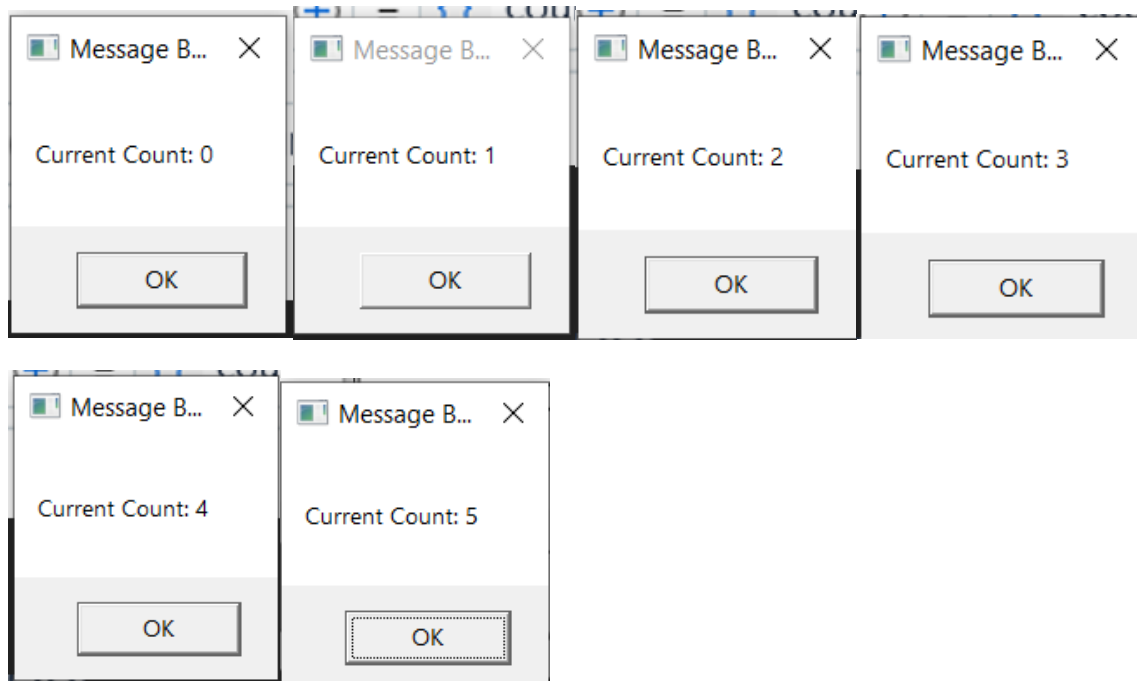 Message B...
Current Count: 0
OK
Message B...
Current Count: 1
OK
Message B...
Current Count: 2
OK
Message B...
Current Count: 3
OK
Message B...
Current Count: 4
OK
Message B...
Current Count: 5
OK